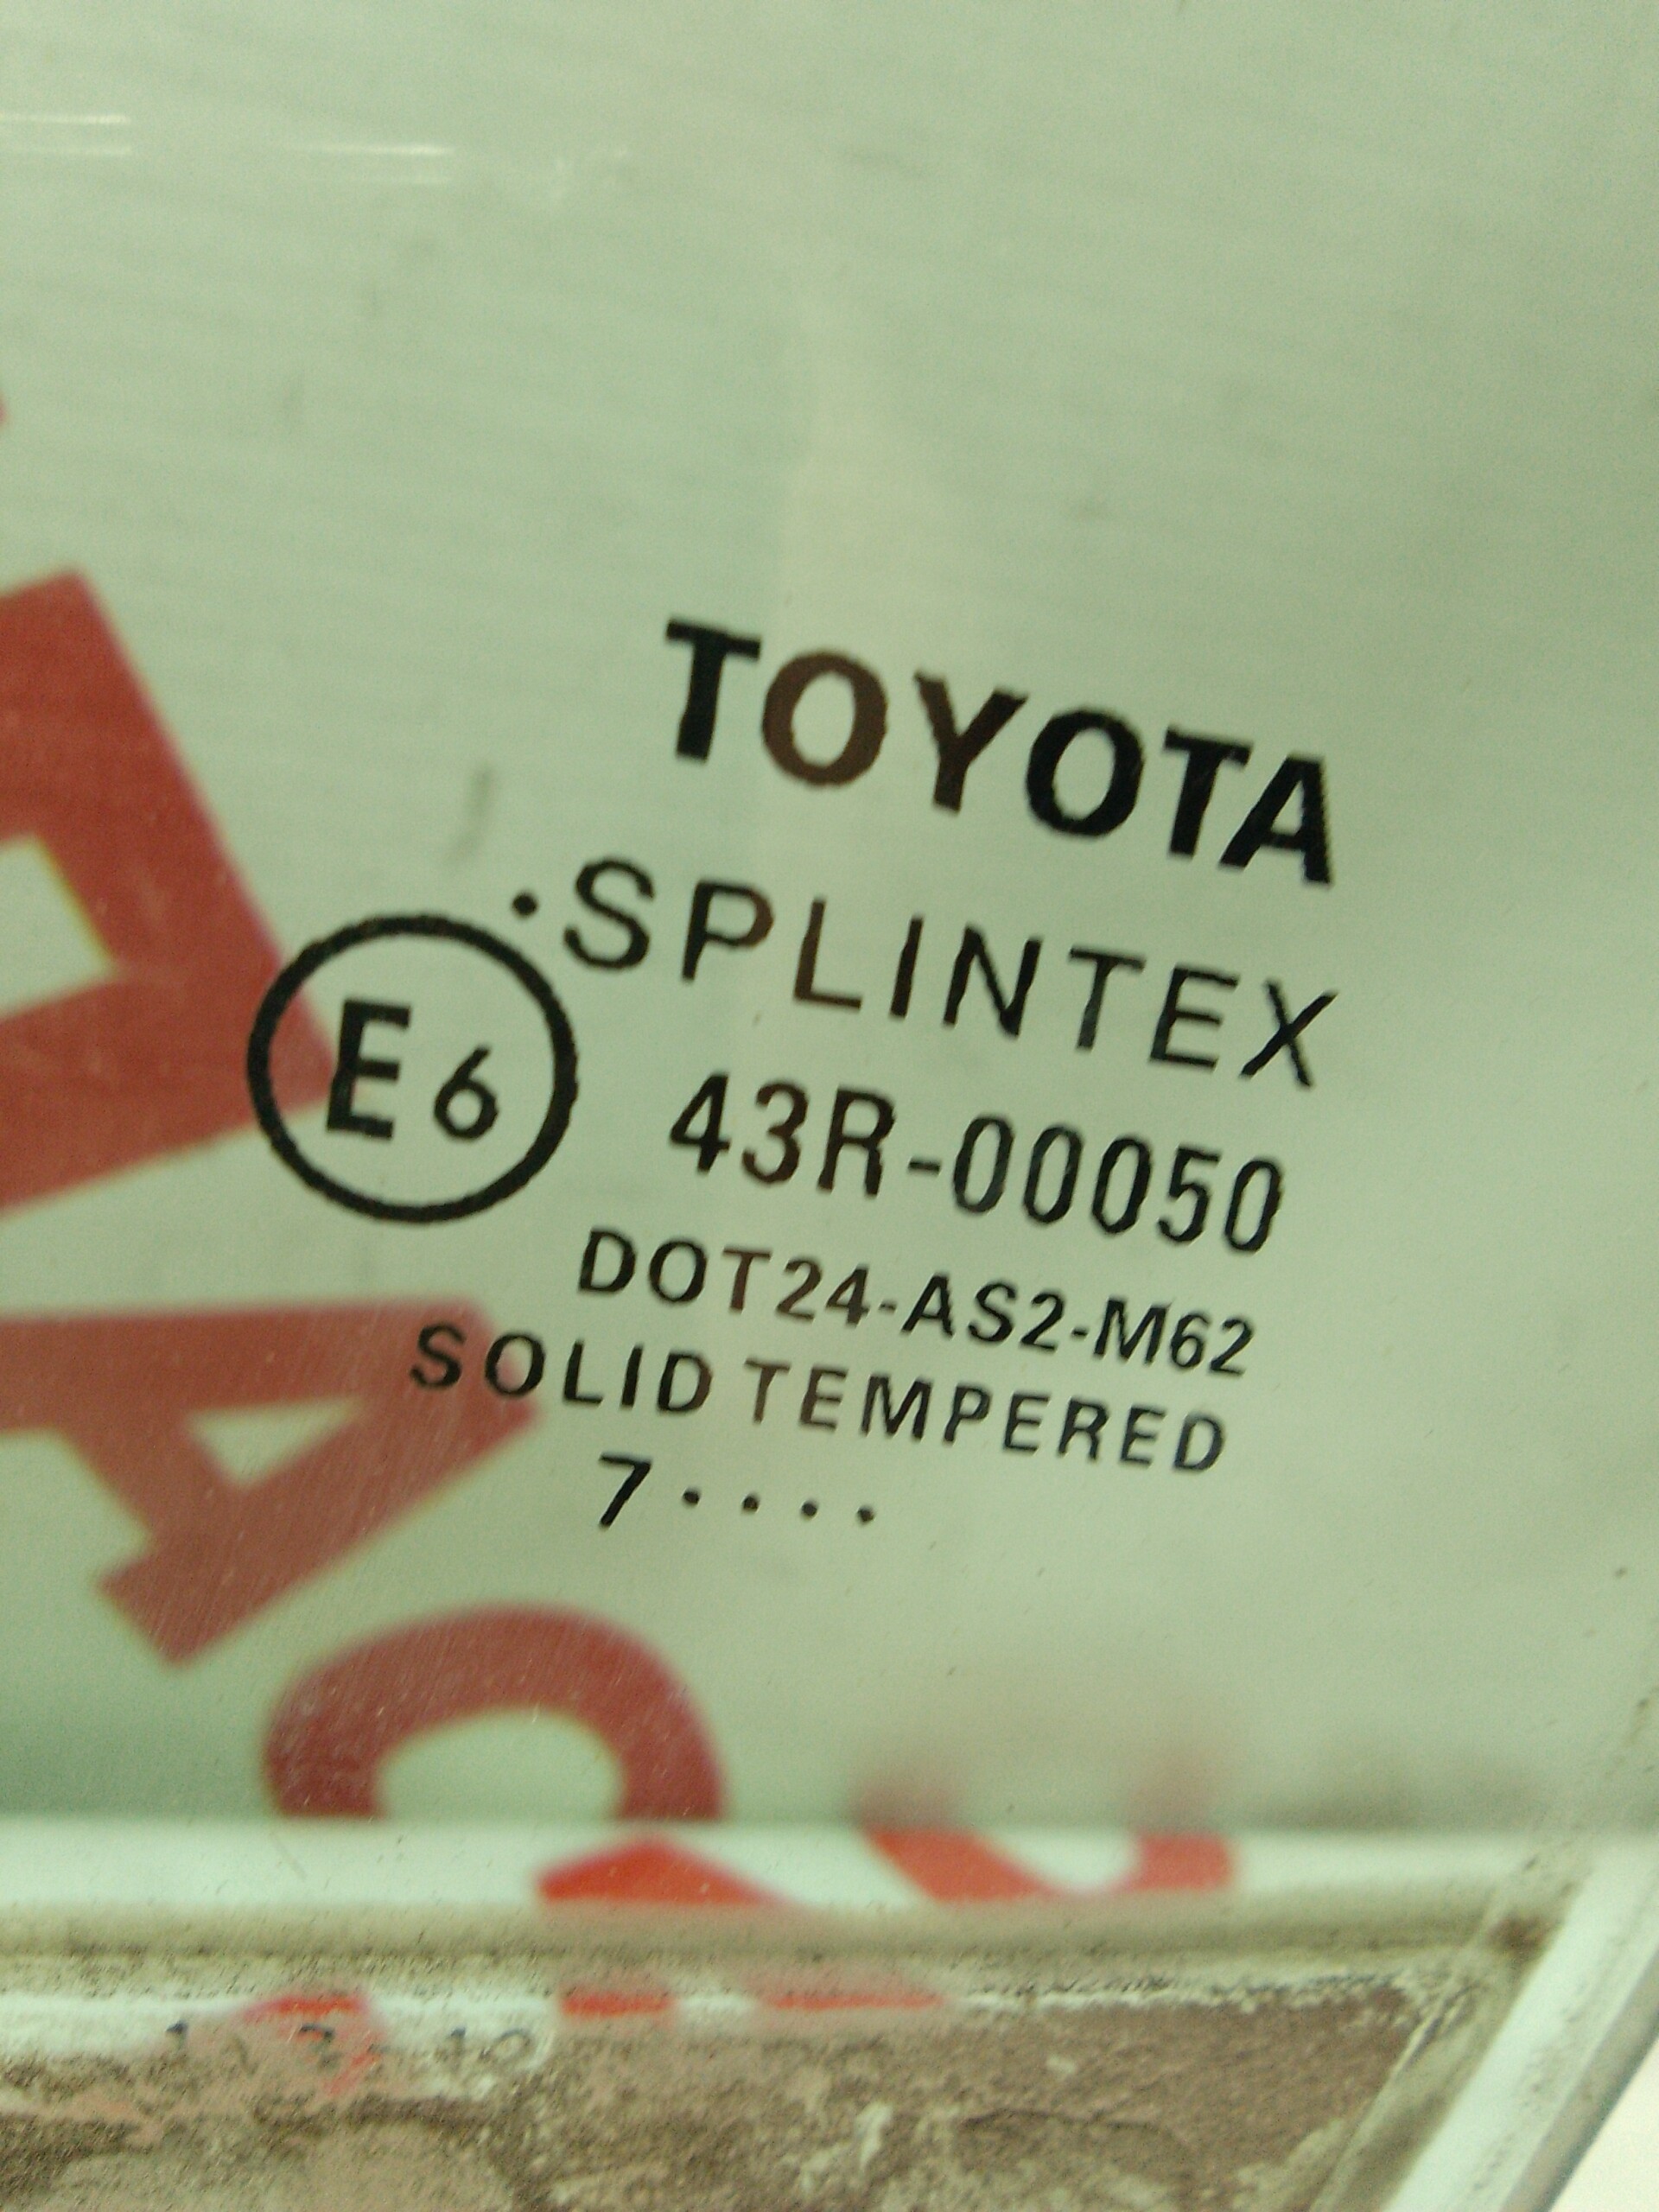 TOYOTA
·SPLINTEX
E6
43R-00050
DOT24-AS2-M62
SOLID TEMPERED
7····